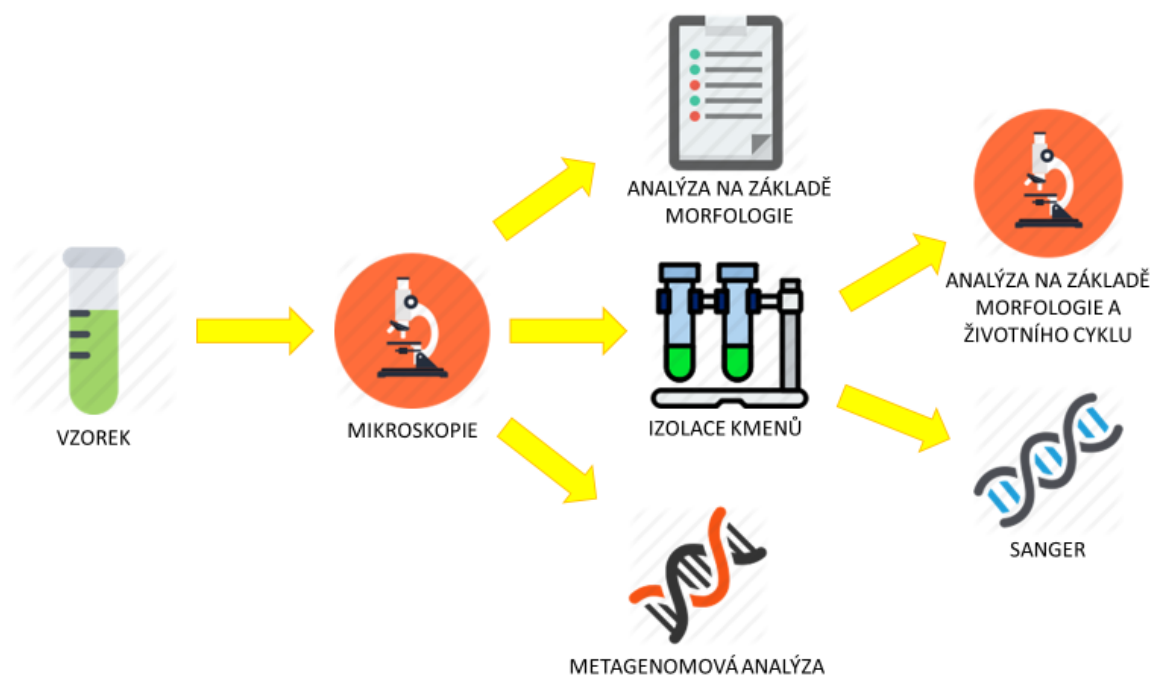 ANALÝZA NA ZÁKLADĚ
MORFOLOGIE
ANALÝZA NA ZÁKLADĚ
MORFOLOGIE A
ŽIVOTNÍHO CYKLU
VZOREK
MIKROSKOPIE
IZOLACE KMENŮ
SANGER
METAGENOMOVÁ ANALÝZA